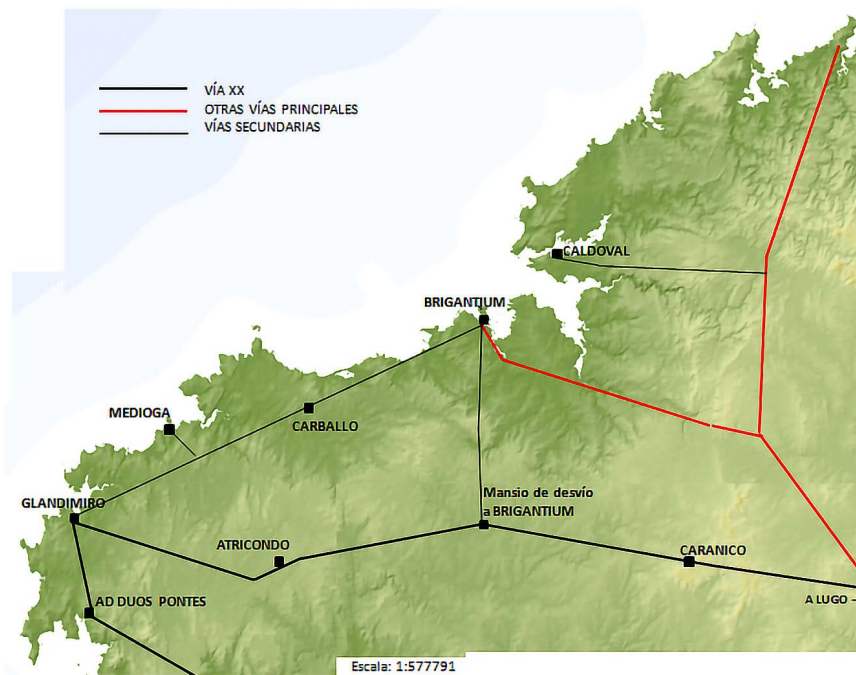 VÍA XX
OTRAS VÍAS PRINCIPALES
VÍAS SECUNDARIAS
CALDOVAL
BRIGANTIUM
MEDIOGA
CARBALLO
GLANDIMIRO
Mansio de desvío
a BRIGANTIUM
ATRICONDO
CARANICO
AD DUOS PONTES
A LUGO –
Escala: 1:577791